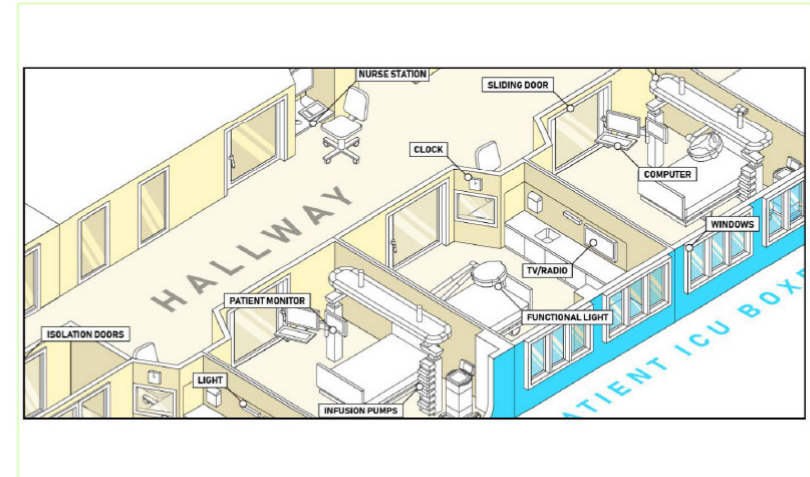 NURSE STATION
SLIDING DOOR
CLOCK
COMPUTER
HALLWAY
WINDOWS
TV/RADIO
PATIENT MONITOR
FUNCTIONAL LIGHT
ISOLATION DOORS
LIGHT
INFUSION PUMPS
ATIENT ICU BOXE